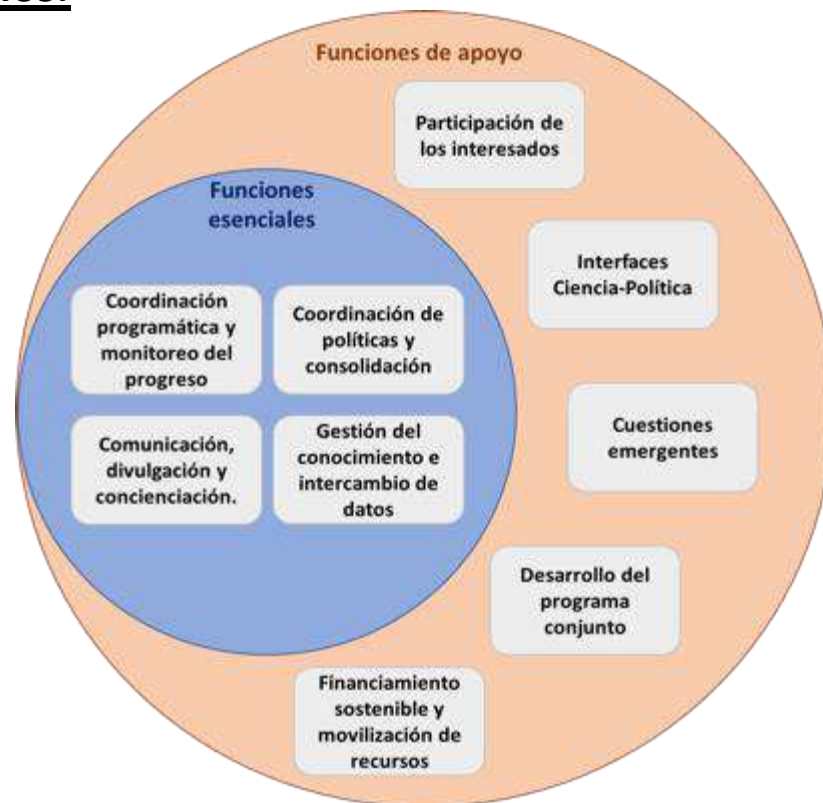 Funciones de apoyo
Participación de
los interesados
Funciones
esenciales
Interfaces
Ciencia-Política
Coordinación
programática y
monitoreo del
progreso
Coordinación de
políticas y
consolidación
Cuestiones
emergentes
Comunicación,
divulgación y
concienciación.
Gestión del
conocimiento e
intercambio de
datos
Desarrollo del
programa
conjunto
Financiamiento
sostenible y
movilización de
recursos